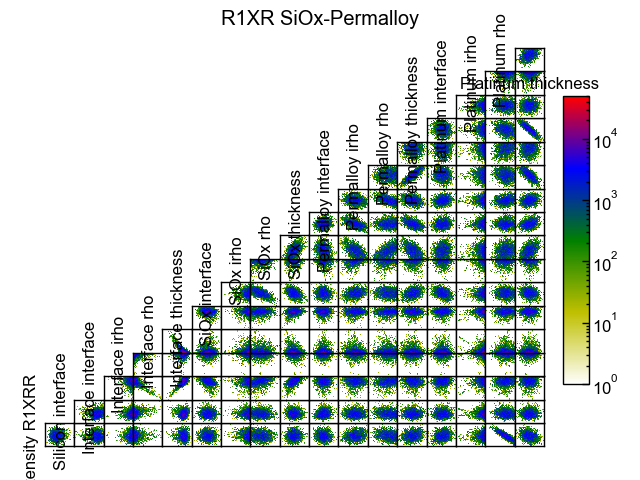 R1XR SiOx-Permalloy
Platinum thickness
Platinum rho
Platinum irho
Platinum interface
Permalloy thickness
Permalloy rho
Permalloy irho
Permalloy interface
SiOx thickness
SiOx rho
SiOx irho
SiOx interface
Interface thickness
Interface rho
Interface irho
Interface interface
Silicon interface
ensity R1XRR
10^4
10^3
10^2
10^1
10^0